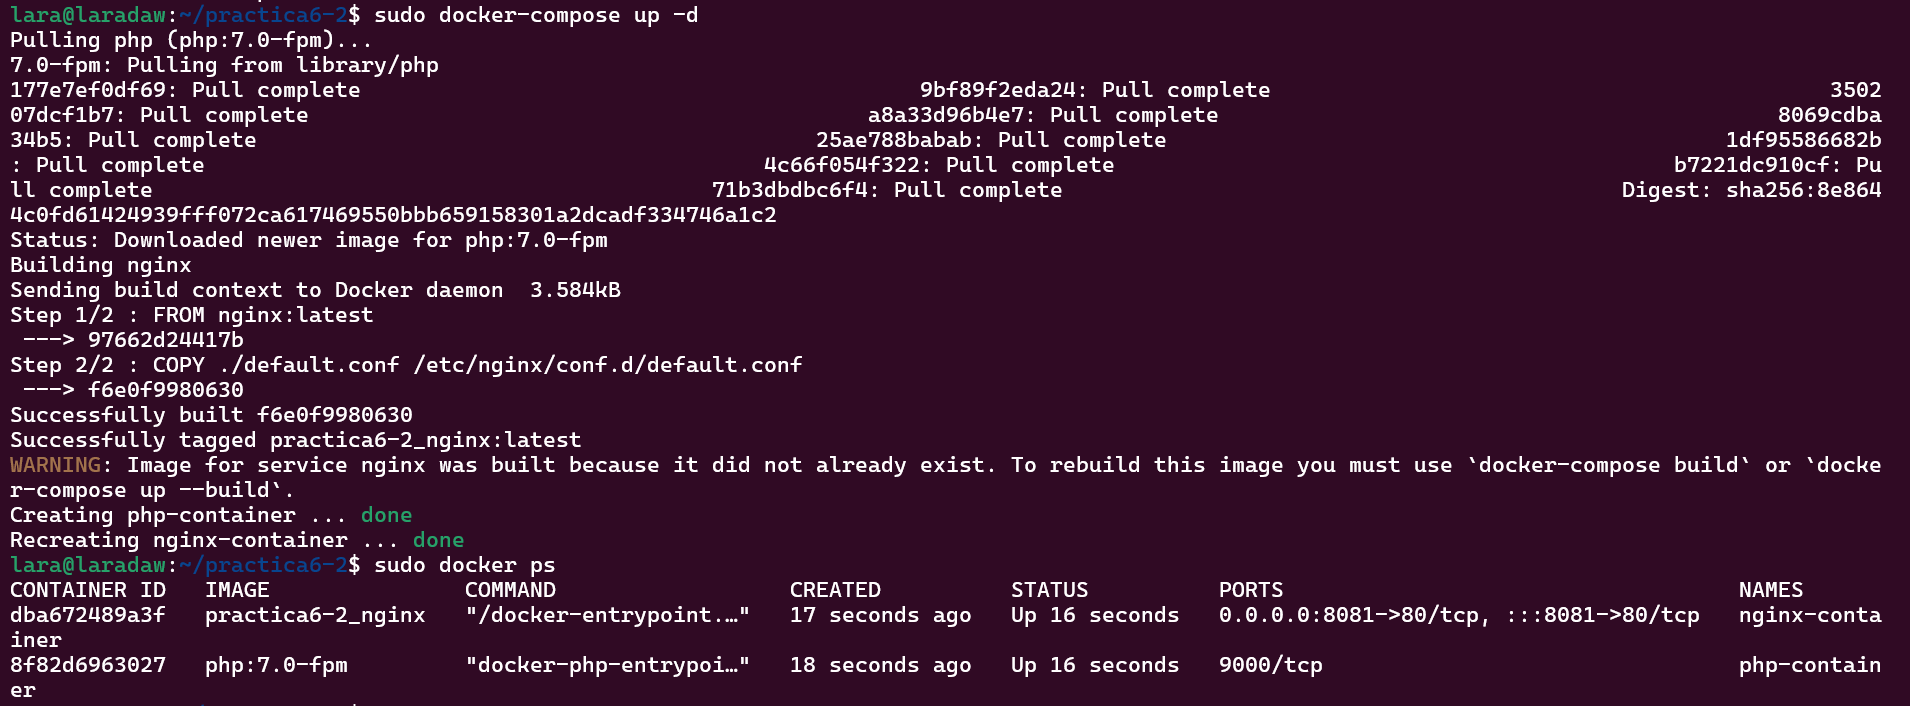 lara@laradaw:~/practica6-2$ sudo docker-compose up -d
Pulling php (php:7.0-fpm)...
7.0-fpm: Pulling from library/php
177e7ef0df69: Pull complete 9bf89f2eda24: Pull complete 3502
07dcf1b7: Pull complete a8a33d96b4e7: Pull complete 8069cdba
34b5: Pull complete 25ae788babab: Pull complete 1df95586682b
: Pull complete 4c66f054f322: Pull complete b7221dc910cf: Pu
ll complete 71b3dbdbc6f4: Pull complete Digest: sha256:8e864
4c0fd61424939fff072ca617469550bbb659158301a2dcadf334746a1c2
Status: Downloaded newer image for php:7.0-fpm
Building nginx
Sending build context to Docker daemon  3.584kB
Step 1/2 : FROM nginx:latest
 ---> 97662d24417b
Step 2/2 : COPY ./default.conf /etc/nginx/conf.d/default.conf
 ---> f6e0f9980630
Successfully built f6e0f9980630
Successfully tagged practica6-2_nginx:latest
WARNING: Image for service nginx was built because it did not already exist. To rebuild this image you must use `docker-compose build` or `docke
r-compose up --build`.
Creating php-container ... done
Recreating nginx-container ... done
lara@laradaw:~/practica6-2$ sudo docker ps
CONTAINER ID   IMAGE   COMMAND   CREATED   STATUS   PORTS   NAMES
dba672489a3f   practica6-2_nginx   "/docker-entrypoint.…"   17 seconds ago   Up 16 seconds   0.0.0.0:8081->80/tcp, :::8081->80/tcp   nginx-conta
iner
8f82d6963027   php:7.0-fpm   "docker-php-entrypoi…"   18 seconds ago   Up 16 seconds   9000/tcp   php-contain
er